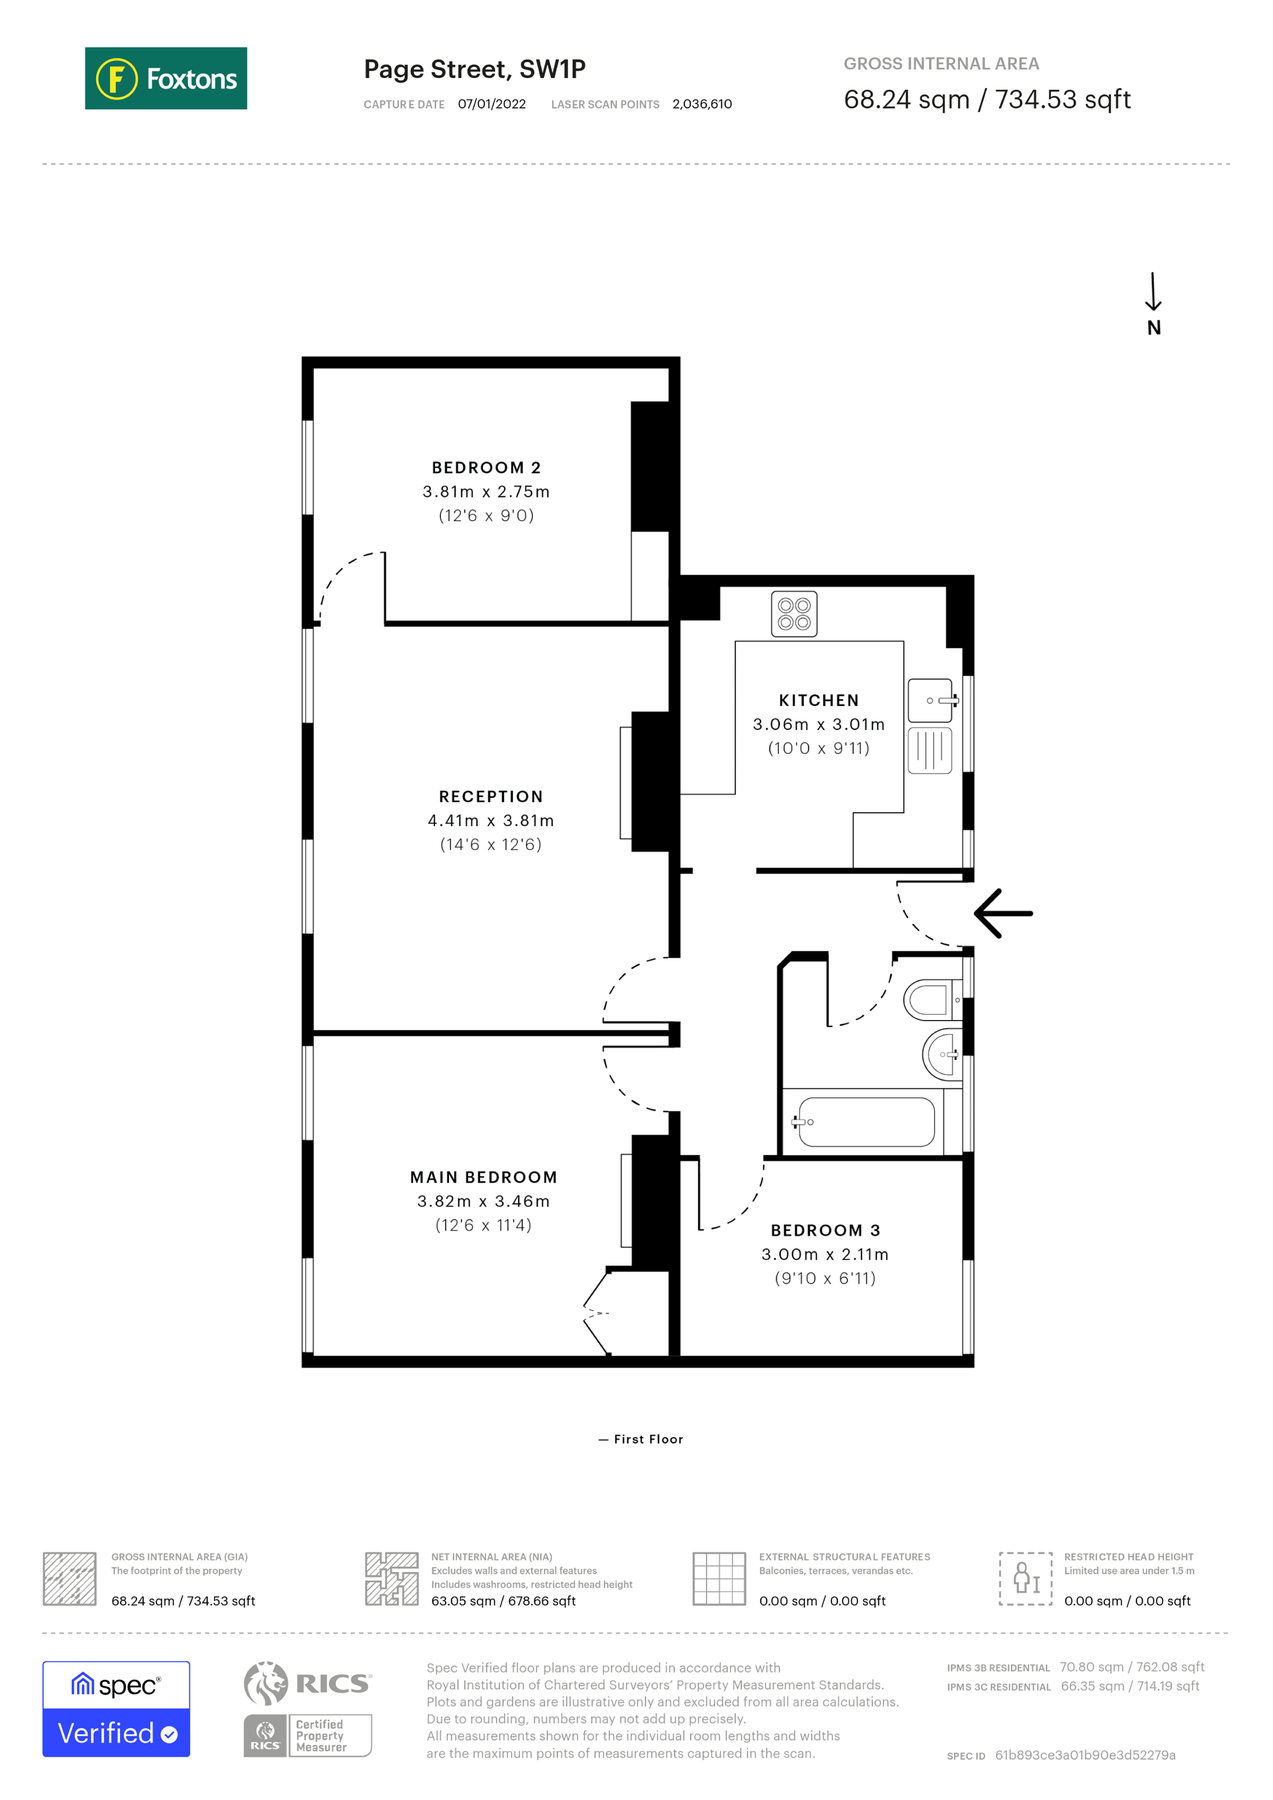 Foxtons
Page Street, SW1P
CAPTURE DATE 07/01/2022 LASER SCAN POINTS 2,036,610
GROSS INTERNAL AREA
68.24 sqm / 734.53 sqft
N
BEDROOM 2
3.81m x 2.75m
(12'6 x 9'0)
KITCHEN
3.06m x 3.01m
(10'0 x 9'11)
RECEPTION
4.41m x 3.81m
(14'6 x 12'6)
MAIN BEDROOM
3.82m x 3.46m
(12'6 x 11'4)
BEDROOM 3
3.00m x 2.11m
(9'10 x 6'11)
— First Floor
GROSS INTERNAL AREA (GIA)
The footprint of the property
68.24 sqm / 734.53 sqft
NET INTERNAL AREA (NIA)
Excludes walls and external features
Includes washrooms, restricted head height
63.05 sqm / 678.66 sqft
EXTERNAL STRUCTURAL FEATURES
Balconies, terraces, verandas etc.
0.00 sqm / 0.00 sqft
RESTRICTED HEAD HEIGHT
Limited use area under 1.5 m
0.00 sqm / 0.00 sqft
spec®
Verified
RICS®
RICS
Certified
Property
Measurer
Spec Verified floor plans are produced in accordance with
Royal Institution of Chartered Surveyors' Property Measurement Standards.
Plots and gardens are illustrative only and excluded from all area calculations.
Due to rounding, numbers may not add up precisely.
All measurements shown for the individual room lengths and widths
are the maximum points of measurements captured in the scan.
IPMS 3B RESIDENTIAL 70.80 sqm / 762.08 sqft
IPMS 3C RESIDENTIAL 66.35 sqm / 714.19 sqft
SPEC ID 61b893ce3a01b90e3d52279a